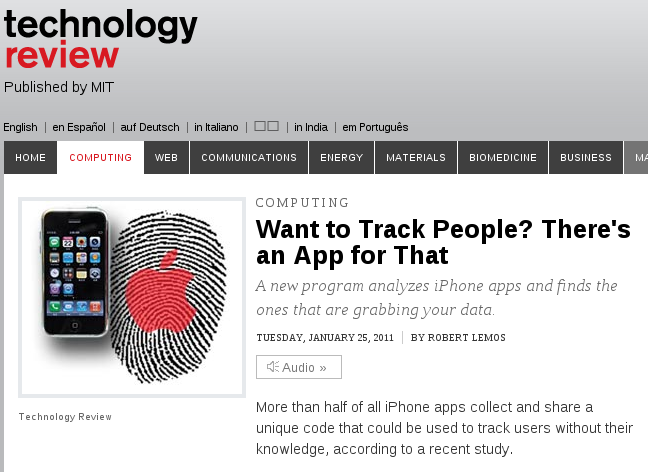 technology
review
Published by MIT
English | en Español | auf Deutsch | in Italiano | □□ | in India | em Português
HOME
COMPUTING
WEB
COMMUNICATIONS
ENERGY
MATERIALS
BIOMEDICINE
BUSINESS
MA
COMPUTING
Want to Track People? There's
an App for That
A new program analyzes iPhone apps and finds the
ones that are grabbing your data.
TUESDAY, JANUARY 25, 2011 | BY ROBERT LEMOS
Audio »
Technology Review
More than half of all iPhone apps collect and share a
unique code that could be used to track users without their
knowledge, according to a recent study.